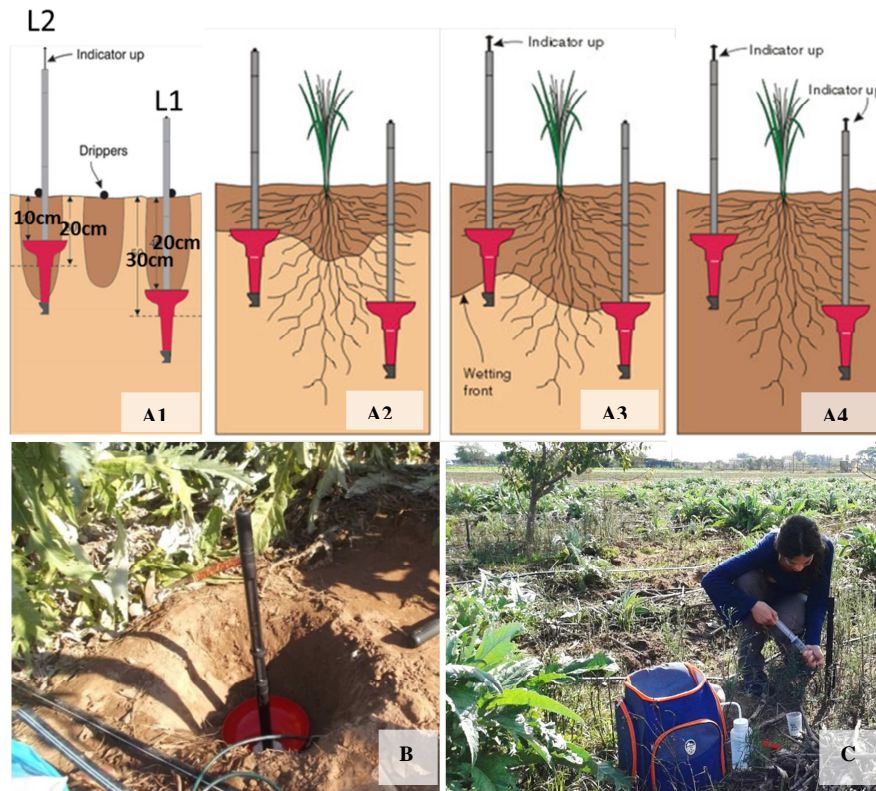 L2
Indicator up
L1
Drippers
10cm
20cm
20cm
30cm
A1
A2
Indicator up
Wetting
front
A3
Indicator up
Indicator up
A4
B
C